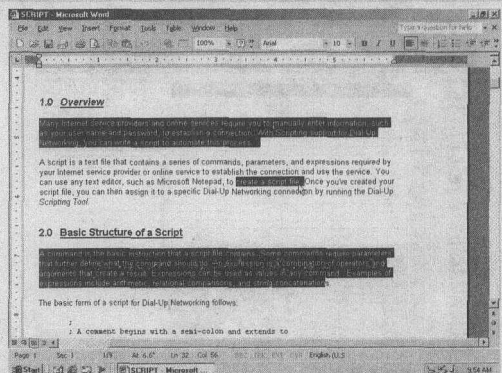 SCRIPT - Microsoft Word
File Edit View Insert Format Tools Table Window Help
Type a question for help
100% Arial 10 B I U
1.0 Overview
Many Internet service providers and online services require you to manually enter information, such
as your user name and password, to establish a connection. With Scripting support for Dial-Up
Networking, you can write a script to automate this process.
A script is a text file that contains a series of commands, parameters, and expressions required by
your Internet service provider or online service to establish the connection and use the service. You
can use any text editor, such as Microsoft Notepad, to create a script file. Once you've created your
script file, you can then assign it to a specific Dial-Up Networking connection by running the Dial-Up
Scripting Tool.
2.0 Basic Structure of a Script
A command is the basic instruction that a script file contains. Some commands require parameters
that further define what the command should do. An expression is a combination of operators and
arguments that create a result. Expressions can be used as values in any command. Examples of
expressions include arithmetic, relational comparisons, and string concatenations.
The basic form of a script for Dial-Up Networking follows:
;
; A comment begins with a semi-colon and extends to
Page 1 Sec 1 1/9 At 6.6" Ln 32 Col 56 REC TRK EXT OVR English (U.S
Start SCRIPT - Microsoft ... 9:54 AM